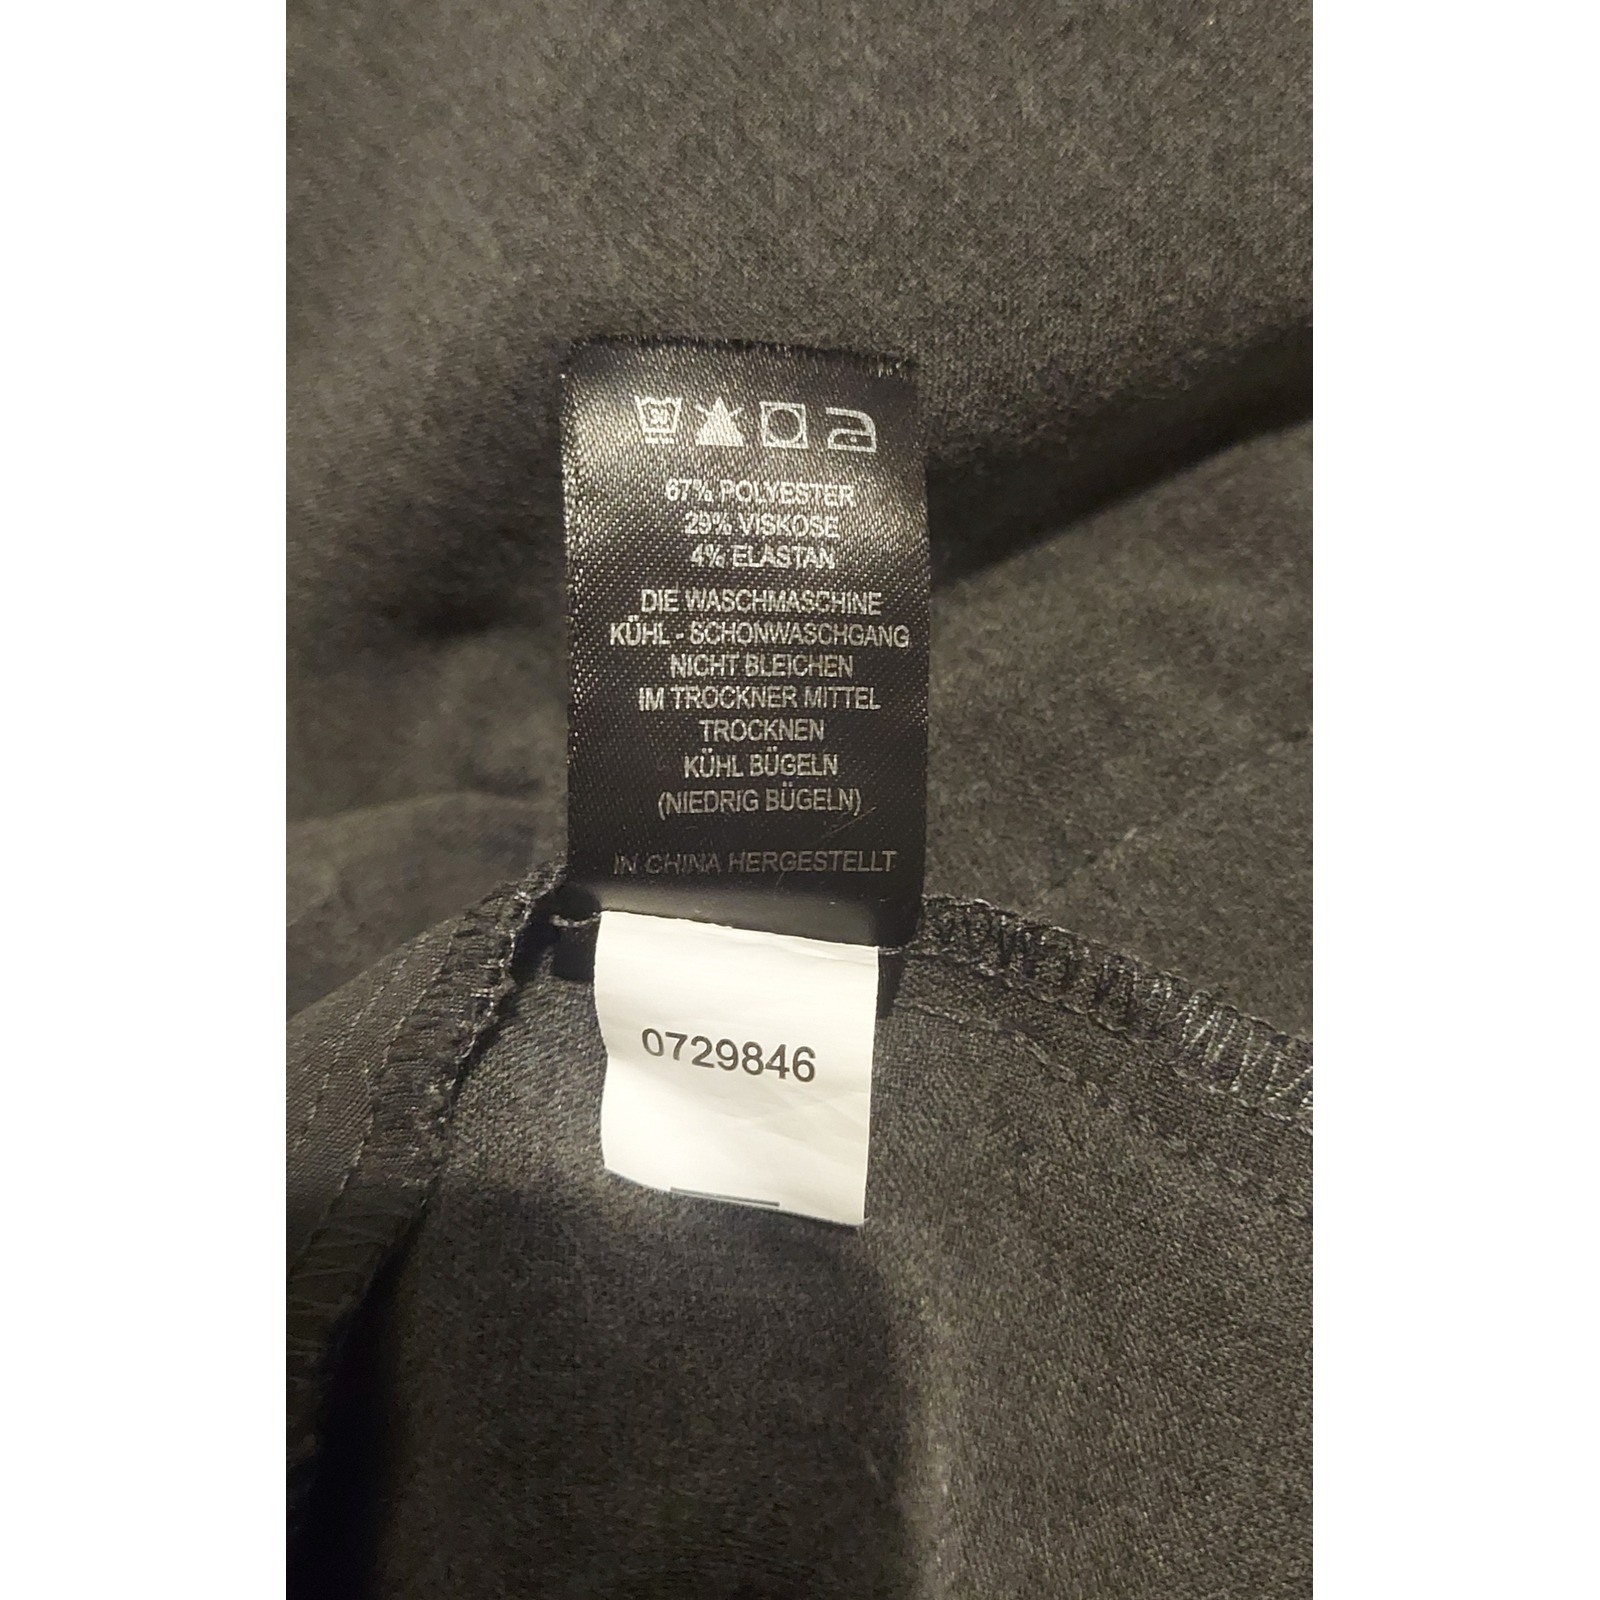 30
67% POLYESTER
29% VISKOSE
4% ELASTAN
DIE WASCHMASCHINE
KÜHL - SCHONWASCHGANG
NICHT BLEICHEN
IM TROCKNER MITTEL
TROCKNEN
KÜHL BÜGELN
(NIEDRIG BÜGELN)
IN CHINA HERGESTELLT
0729846